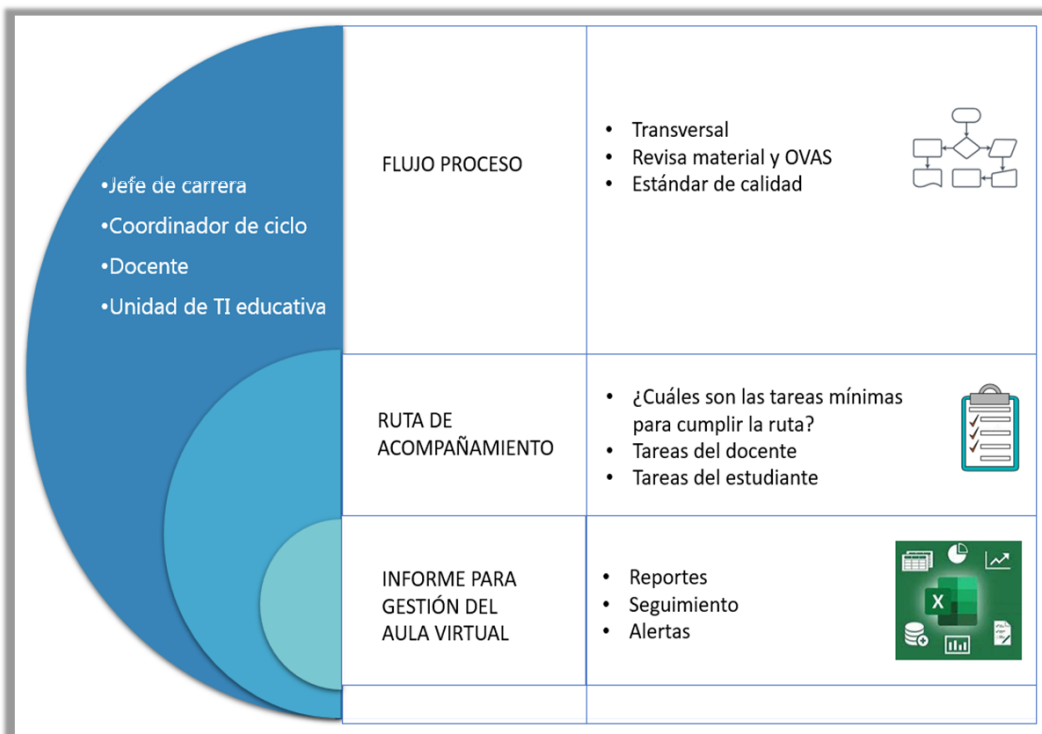 •Jefe de carrera
•Coordinador de ciclo
•Docente
•Unidad de TI educativa
FLUJO PROCESO
• Transversal
• Revisa material y OVAS
• Estándar de calidad
RUTA DE
ACOMPAÑAMIENTO
• ¿Cuáles son las tareas mínimas
para cumplir la ruta?
• Tareas del docente
• Tareas del estudiante
INFORME PARA
GESTIÓN DEL
AULA VIRTUAL
• Reportes
• Seguimiento
• Alertas
X